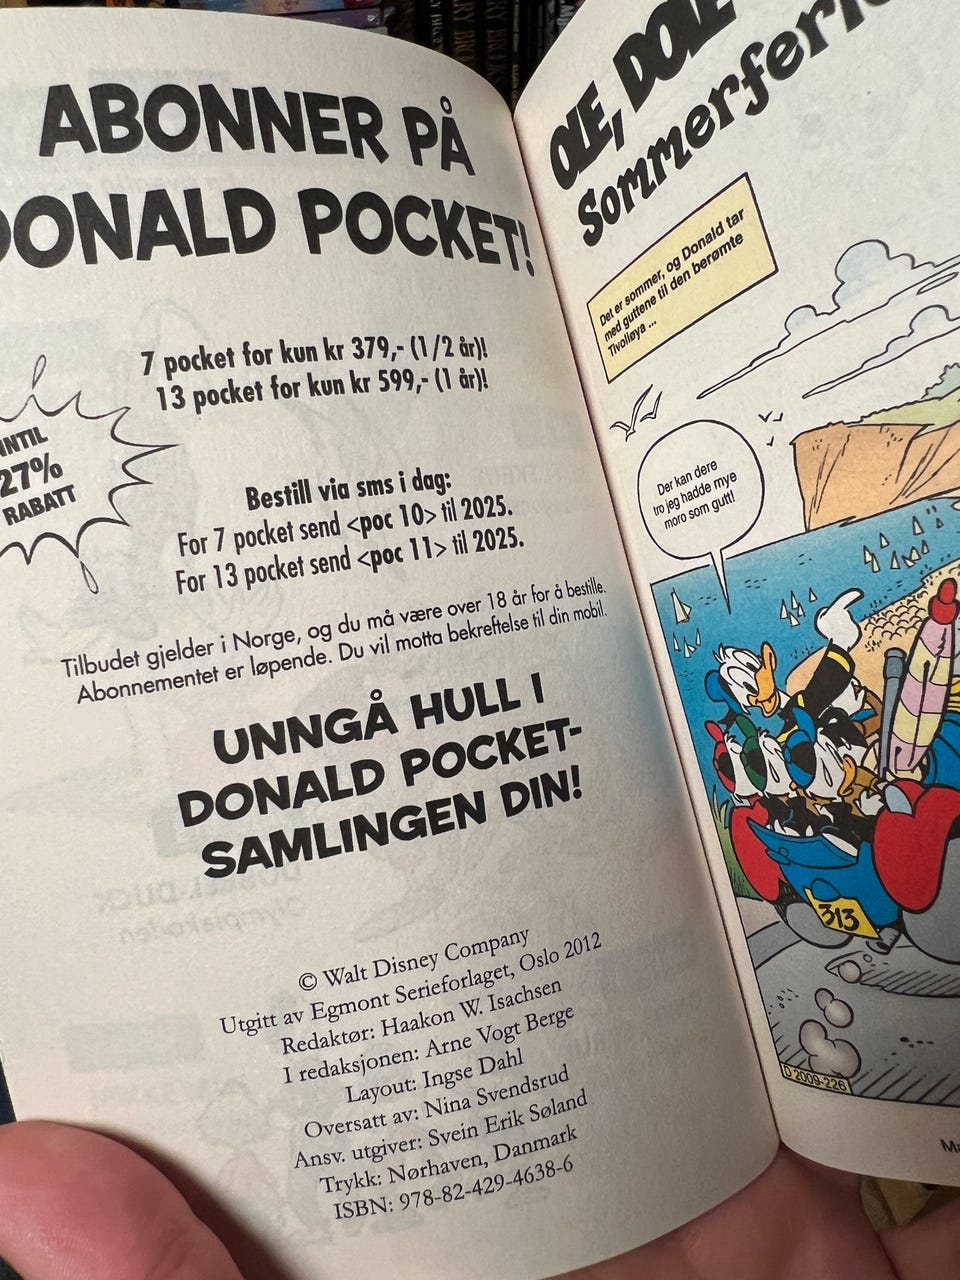 ABONNER PÅ
DONALD POCKET!
7 pocket for kun kr 379,- (1/2 år)!
13 pocket for kun kr 599,- (1 år)!
INNTIL
27%
RABATT
Bestill via sms i dag:
For 7 pocket send <poc 10> til 2025.
For 13 pocket send <poc 11> til 2025.
Tilbudet gjelder i Norge, og du må være over 18 år for å bestille.
Abonnementet er løpende. Du vil motta bekreftelse til din mobil.
UNNGÅ HULL I
DONALD POCKET-
SAMLINGEN DIN!
© Walt Disney Company
Utgitt av Egmont Serieforlaget, Oslo 2012
Redaktør: Haakon W. Isachsen
I redaksjonen: Arne Vogt Berge
Layout: Ingse Dahl
Oversatt av: Nina Svendsrud
Ansv. utgiver: Svein Erik Søland
Trykk: Nørhaven, Danmark
ISBN: 978-82-429-4638-6
OLE, DOLE
Sommerferie
Det er sommer, og Donald tar
med guttene til den berømte
Tivoliøya ...
Der kan dere
tro jeg hadde mye
moro som gutt!
313
D 2009-226